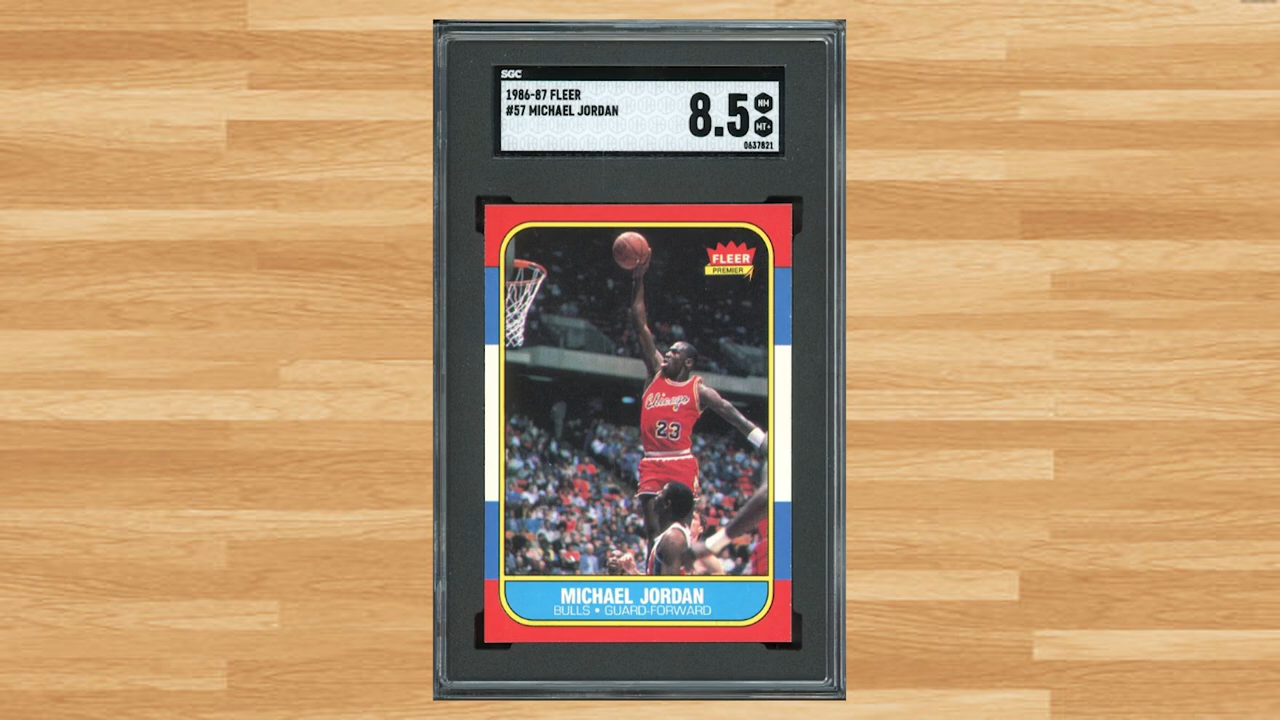 SGC
1986-87 FLEER
#57 MICHAEL JORDAN
8.5
NM
MT+
0637821
FLEER
PREMIER
Chicago
23
MICHAEL JORDAN
BULLS • GUARD-FORWARD